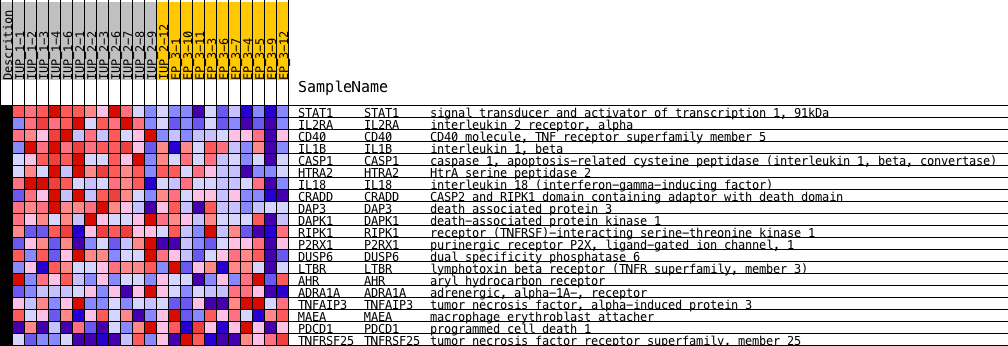 Descrition
IUP_1-1
IUP_1-2
IUP_1-3
IUP_1-4
IUP_1-6
IUP_2-1
IUP_2-2
IUP_2-3
IUP_2-6
IUP_2-7
IUP_2-8
IUP_2-9
IUP_2-12
EP_3-1
EP_3-10
EP_3-11
EP_3-3
EP_3-6
EP_3-7
EP_3-4
EP_3-5
EP_3-9
EP_3-12
SampleName
STAT1 STAT1 signal transducer and activator of transcription 1, 91kDa
IL2RA IL2RA interleukin 2 receptor, alpha
CD40 CD40 CD40 molecule, TNF receptor superfamily member 5
IL1B IL1B interleukin 1, beta
CASP1 CASP1 caspase 1, apoptosis-related cysteine peptidase (interleukin 1, beta, convertase)
HTRA2 HTRA2 HtrA serine peptidase 2
IL18 IL18 interleukin 18 (interferon-gamma-inducing factor)
CRADD CRADD CASP2 and RIPK1 domain containing adaptor with death domain
DAP3 DAP3 death associated protein 3
DAPK1 DAPK1 death-associated protein kinase 1
RIPK1 RIPK1 receptor (TNFRSF)-interacting serine-threonine kinase 1
P2RX1 P2RX1 purinergic receptor P2X, ligand-gated ion channel, 1
DUSP6 DUSP6 dual specificity phosphatase 6
LTBR LTBR lymphotoxin beta receptor (TNFR superfamily, member 3)
AHR AHR aryl hydrocarbon receptor
ADRA1A ADRA1A adrenergic, alpha-1A-, receptor
TNFAIP3 TNFAIP3 tumor necrosis factor, alpha-induced protein 3
MAEA MAEA macrophage erythroblast attacher
PDCD1 PDCD1 programmed cell death 1
TNFRSF25 TNFRSF25 tumor necrosis factor receptor superfamily, member 25